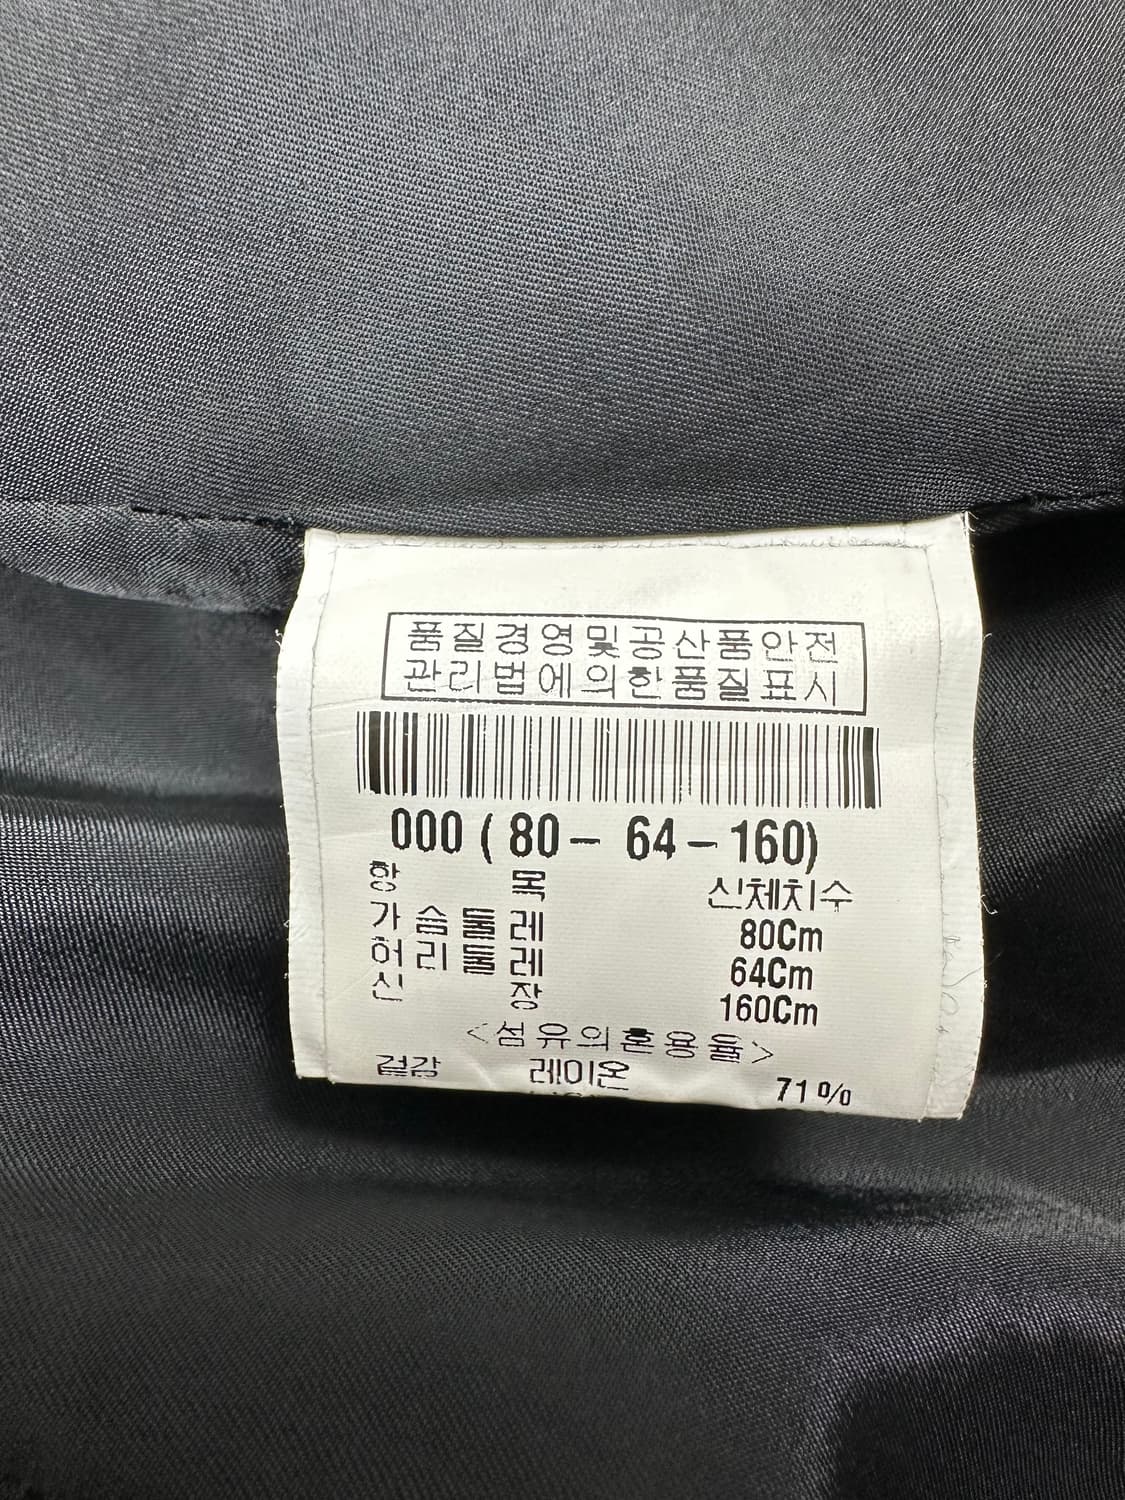 품질경영및공산품안전
관리법에의한품질표시
000 ( 80 - 64 - 160)
항 목 신체치수
가슴둘레 80Cm
허리둘레 64Cm
신 장 160Cm
<섬유의혼용율>
겉감 레이온 71%